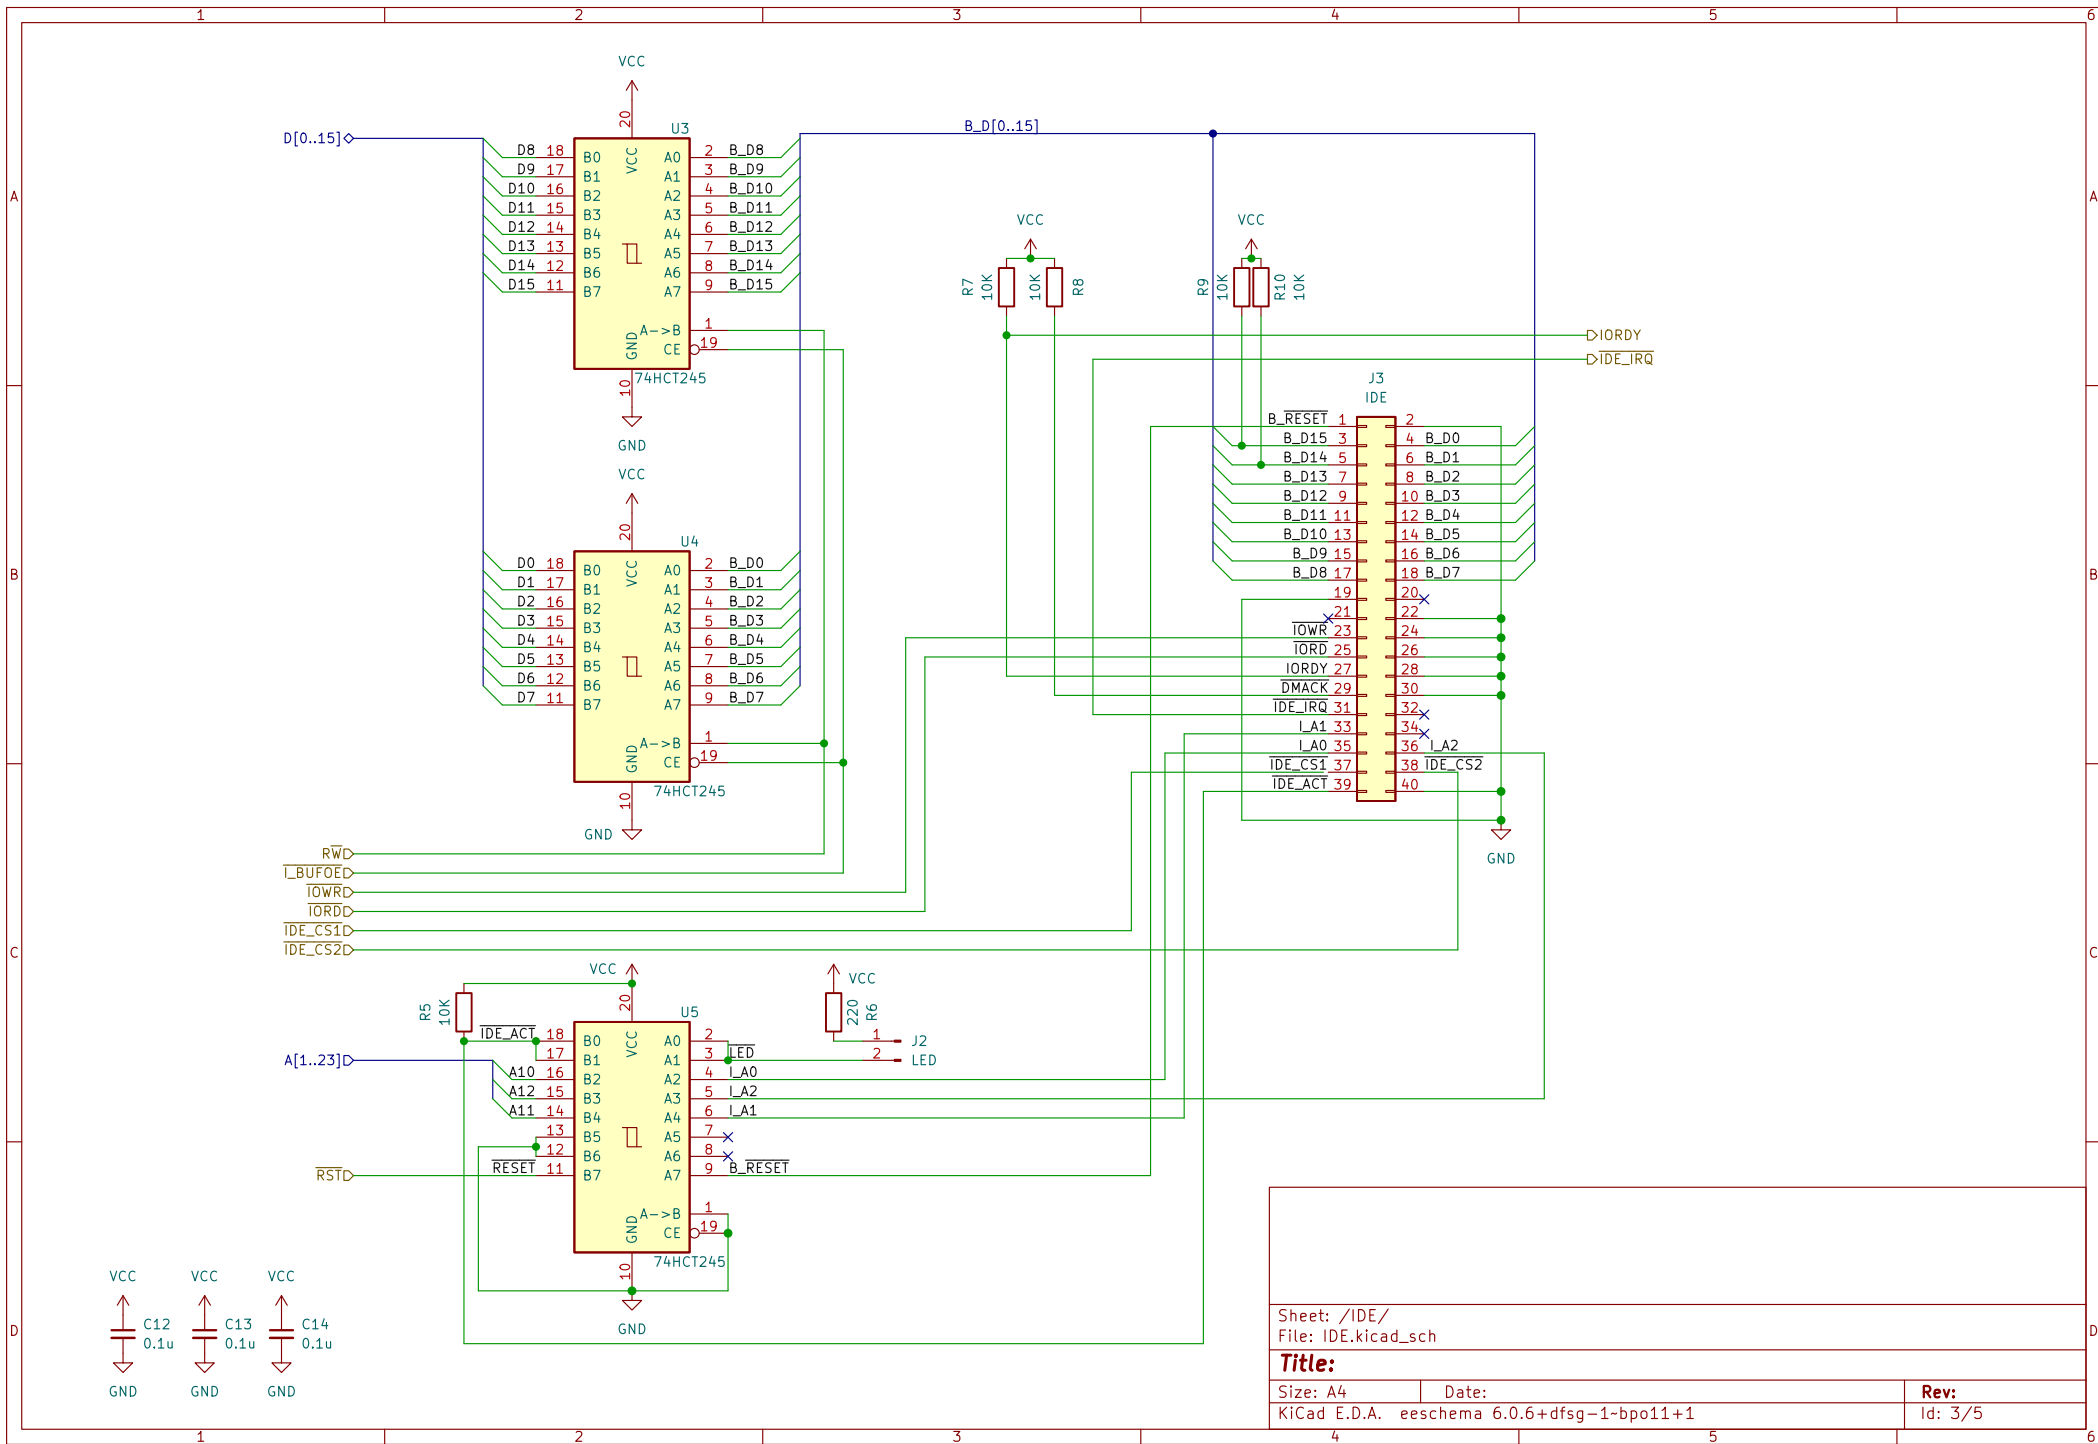 1 2 3 4 5 6
A
B
C
D
A
B
C
D
1 2 3 4 5 6
D[0..15]
VCC
20
U3
D8 18 B0 VCC A0 2 B_D8
D9 17 B1 A1 3 B_D9
D10 16 B2 A2 4 B_D10
D11 15 B3 A3 5 B_D11
D12 14 B4 A4 6 B_D12
D13 13 B5 A5 7 B_D13
D14 12 B6 A6 8 B_D14
D15 11 B7 A7 9 B_D15
A->B 1
GND CE 19
74HCT245
10
GND
B_D[0..15]
VCC
20
U4
D0 18 B0 VCC A0 2 B_D0
D1 17 B1 A1 3 B_D1
D2 16 B2 A2 4 B_D2
D3 15 B3 A3 5 B_D3
D4 14 B4 A4 6 B_D4
D5 13 B5 A5 7 B_D5
D6 12 B6 A6 8 B_D6
D7 11 B7 A7 9 B_D7
A->B 1
GND CE 19
74HCT245
10
GND
VCC
R7 10K 10K R8
VCC
R9 10K R10 10K
IORDY
IDE_IRQ
J3
IDE
B_RESET 1 2
B_D15 3 4 B_D0
B_D14 5 6 B_D1
B_D13 7 8 B_D2
B_D12 9 10 B_D3
B_D11 11 12 B_D4
B_D10 13 14 B_D5
B_D9 15 16 B_D6
B_D8 17 18 B_D7
19 20
21 22
IOWR 23 24
IORD 25 26
IORDY 27 28
DMACK 29 30
IDE_IRQ 31 32
I_A1 33 34
I_A0 35 36 I_A2
IDE_CS1 37 38 IDE_CS2
IDE_ACT 39 40
GND
RW
I_BUFOE
IOWR
IORD
IDE_CS1
IDE_CS2
VCC
20
R5 10K
U5
IDE_ACT 18 B0 VCC A0 2
17 B1 A1 3 LED
A10 16 B2 A2 4 I_A0
A12 15 B3 A3 5 I_A2
A11 14 B4 A4 6 I_A1
13 B5 A5 7
12 B6 A6 8
RESET 11 B7 A7 9 B_RESET
A->B 1
GND CE 19
74HCT245
10
GND
A[1..23]
RST
VCC
220 R6
1 J2
2 LED
VCC VCC VCC
C12 C13 C14
0.1u 0.1u 0.1u
GND GND GND
Sheet: /IDE/
File: IDE.kicad_sch
Title:
Size: A4 Date: Rev:
KiCad E.D.A. eeschema 6.0.6+dfsg-1~bpo11+1 Id: 3/5